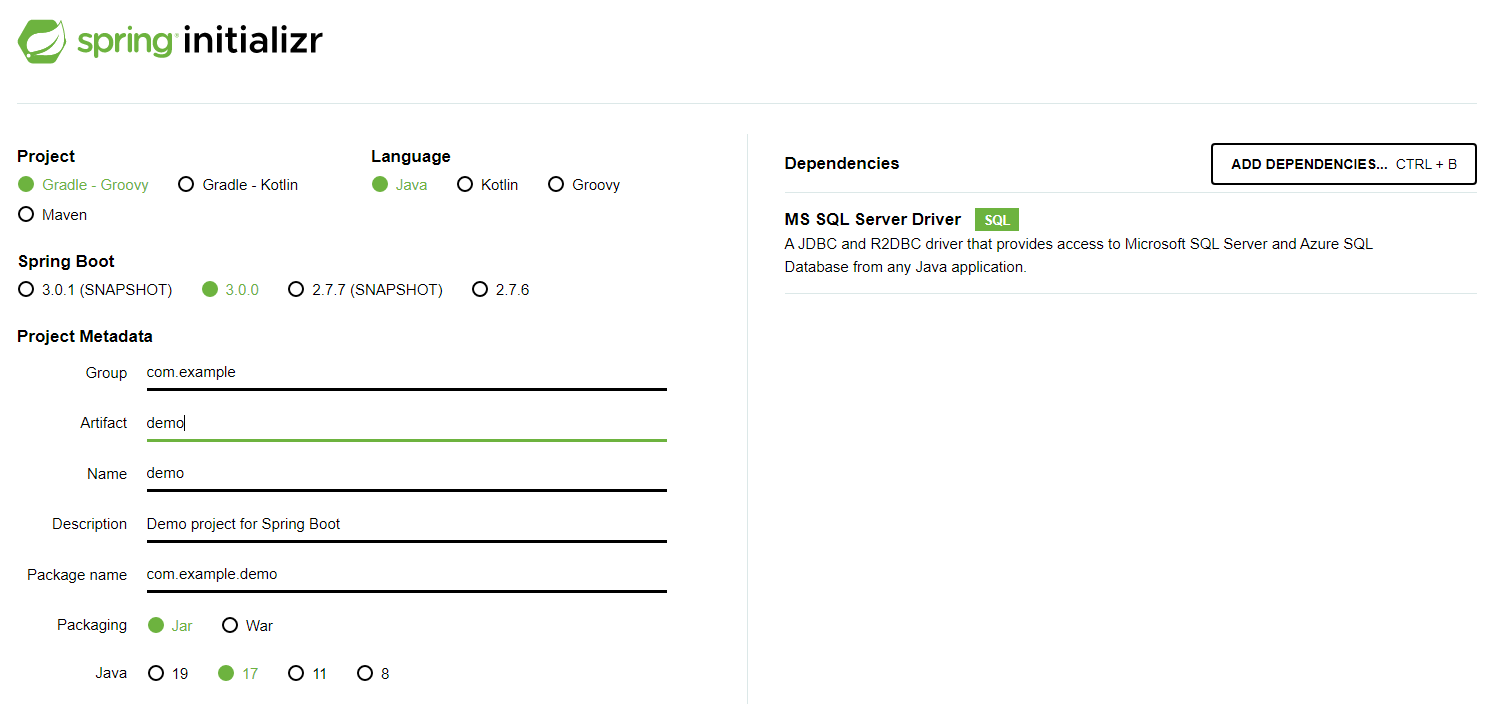 spring initializr
Project
Gradle - Groovy
Gradle - Kotlin
Maven
Language
Java
Kotlin
Groovy
Spring Boot
3.0.1 (SNAPSHOT)
3.0.0
2.7.7 (SNAPSHOT)
2.7.6
Project Metadata
Group com.example
Artifact demo
Name demo
Description Demo project for Spring Boot
Package name com.example.demo
Packaging Jar War
Java 19 17 11 8
Dependencies
ADD DEPENDENCIES... CTRL + B
MS SQL Server Driver SQL
A JDBC and R2DBC driver that provides access to Microsoft SQL Server and Azure SQL
Database from any Java application.